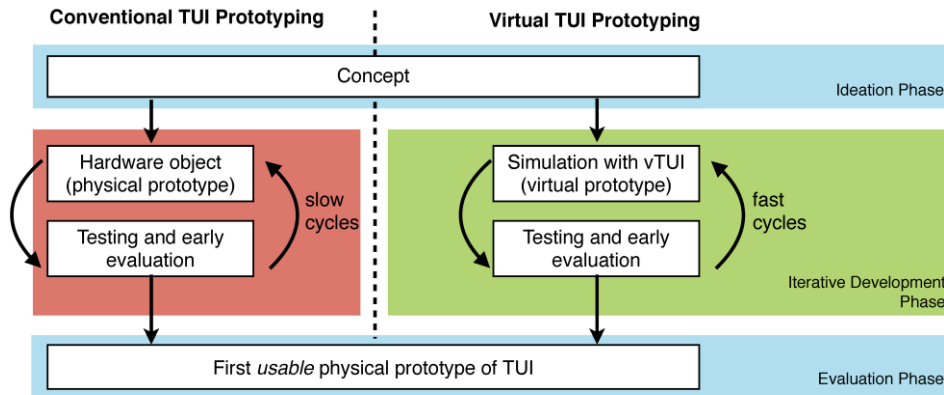 Conventional TUI Prototyping
Virtual TUI Prototyping
Concept
Ideation Phase
Hardware object
(physical prototype)
slow
cycles
Testing and early
evaluation
Simulation with vTUI
(virtual prototype)
fast
cycles
Testing and early
evaluation
Iterative Development
Phase
First usable physical prototype of TUI
Evaluation Phase